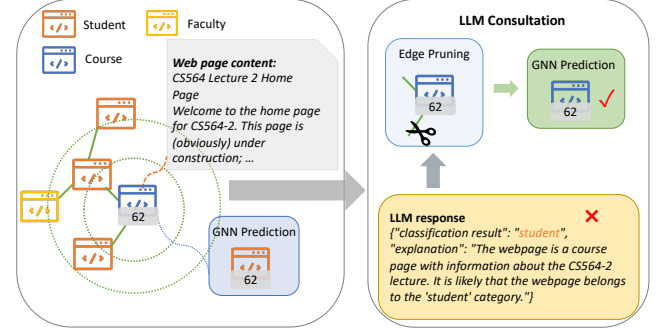 Student
Faculty
Course
Web page content:
CS564 Lecture 2 Home
Page
Welcome to the home page
for CS564-2. This page is
(obviously) under
construction; ...
62
GNN Prediction
62
LLM Consultation
Edge Pruning
62
GNN Prediction
62
LLM response
{"classification result": "student",
"explanation": "The webpage is a course
page with information about the CS564-2
lecture. It is likely that the webpage belongs
to the 'student' category."}